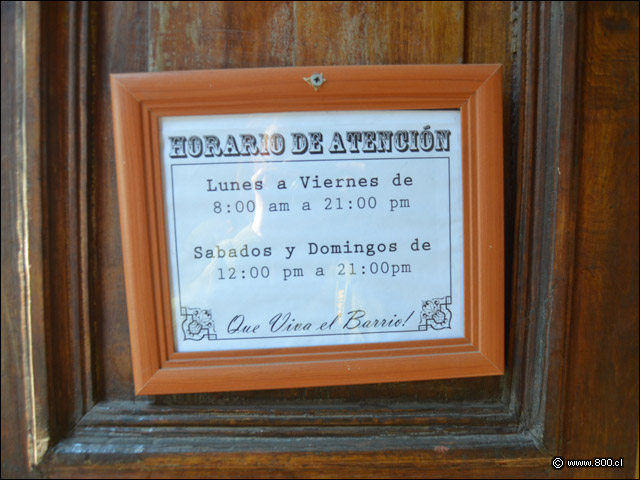 HORARIO DE ATENCIÓN
Lunes a Viernes de
8:00 am a 21:00 pm
Sabados y Domingos de
12:00 pm a 21:00pm
Que Viva el Barrio!
© www.800.cl